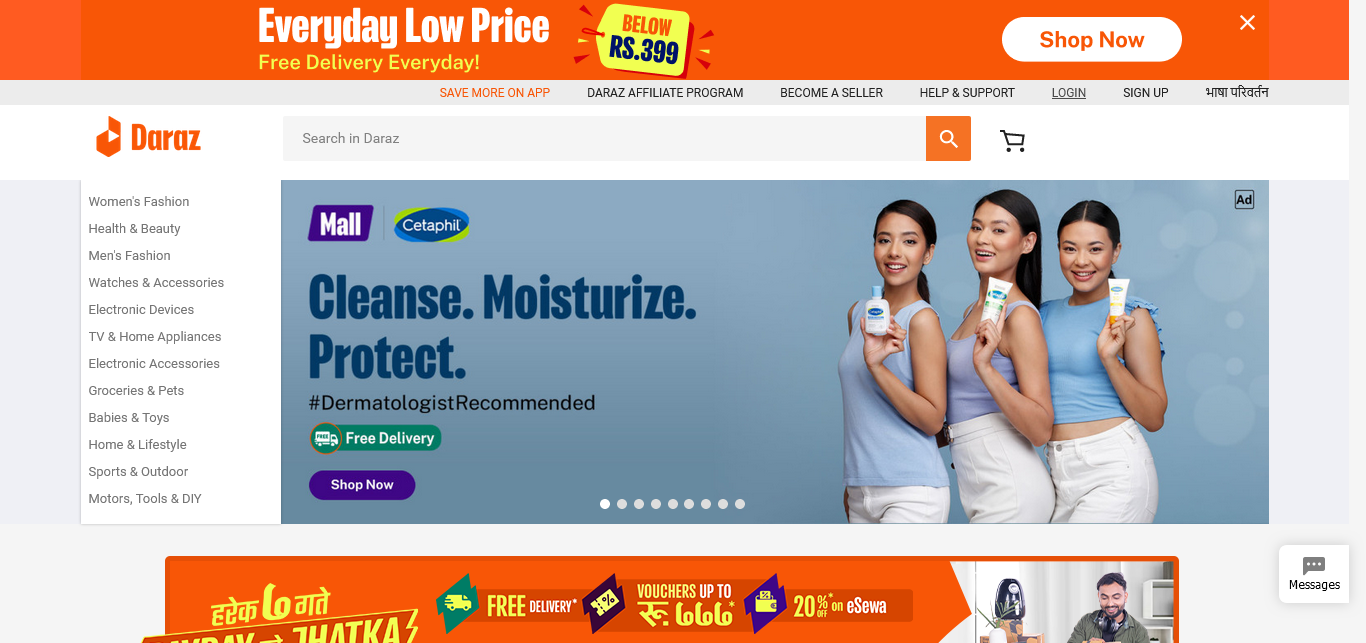 Everyday Low Price
Free Delivery Everyday!
BELOW
RS.399
Shop Now
SAVE MORE ON APP
DARAZ AFFILIATE PROGRAM
BECOME A SELLER
HELP & SUPPORT
LOGIN
SIGN UP
भाषा परिवर्तन
Daraz
Search in Daraz
Women's Fashion
Health & Beauty
Men's Fashion
Watches & Accessories
Electronic Devices
TV & Home Appliances
Electronic Accessories
Groceries & Pets
Babies & Toys
Home & Lifestyle
Sports & Outdoor
Motors, Tools & DIY
Mall
Cetaphil
Ad
Cleanse. Moisturize.
Protect.
#DermatologistRecommended
FREE Free Delivery
Shop Now
Messages
हरेक ७ गते
JHATKA
FREE DELIVERY*
VOUCHERS UP TO
रू. ७७७*
20% OFF* on eSewa